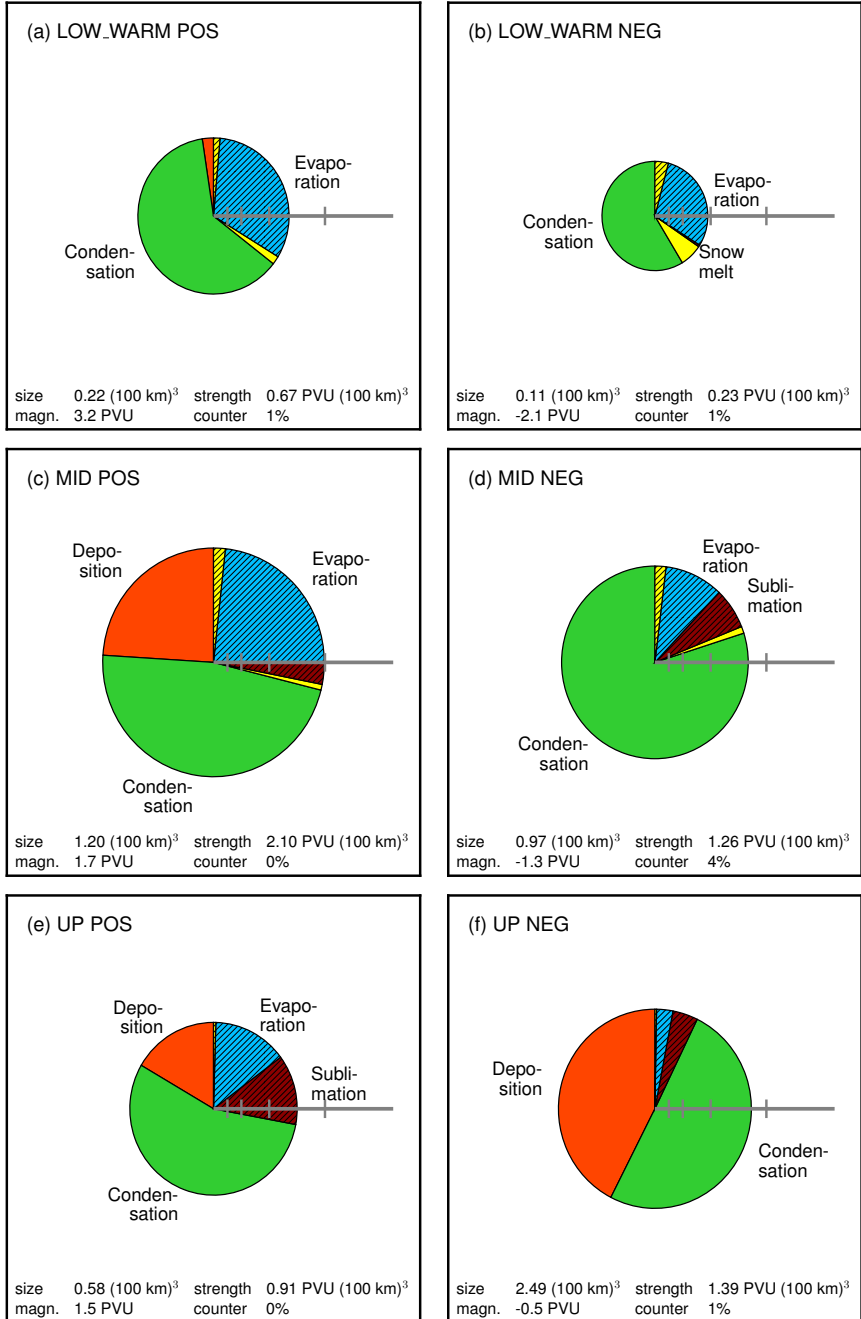 (a) LOW_WARM POS
Evapo-
ration
Conden-
sation
size 0.22 (100 km)³ strength 0.67 PVU (100 km)³
magn. 3.2 PVU counter 1%
(b) LOW_WARM NEG
Evapo-
ration
Conden-
sation
Snow
melt
size 0.11 (100 km)³ strength 0.23 PVU (100 km)³
magn. -2.1 PVU counter 1%
(c) MID POS
Depo-
sition
Evapo-
ration
Conden-
sation
size 1.20 (100 km)³ strength 2.10 PVU (100 km)³
magn. 1.7 PVU counter 0%
(d) MID NEG
Evapo-
ration
Subli-
mation
Conden-
sation
size 0.97 (100 km)³ strength 1.26 PVU (100 km)³
magn. -1.3 PVU counter 4%
(e) UP POS
Depo-
sition
Evapo-
ration
Subli-
mation
Conden-
sation
size 0.58 (100 km)³ strength 0.91 PVU (100 km)³
magn. 1.5 PVU counter 0%
(f) UP NEG
Depo-
sition
Conden-
sation
size 2.49 (100 km)³ strength 1.39 PVU (100 km)³
magn. -0.5 PVU counter 1%